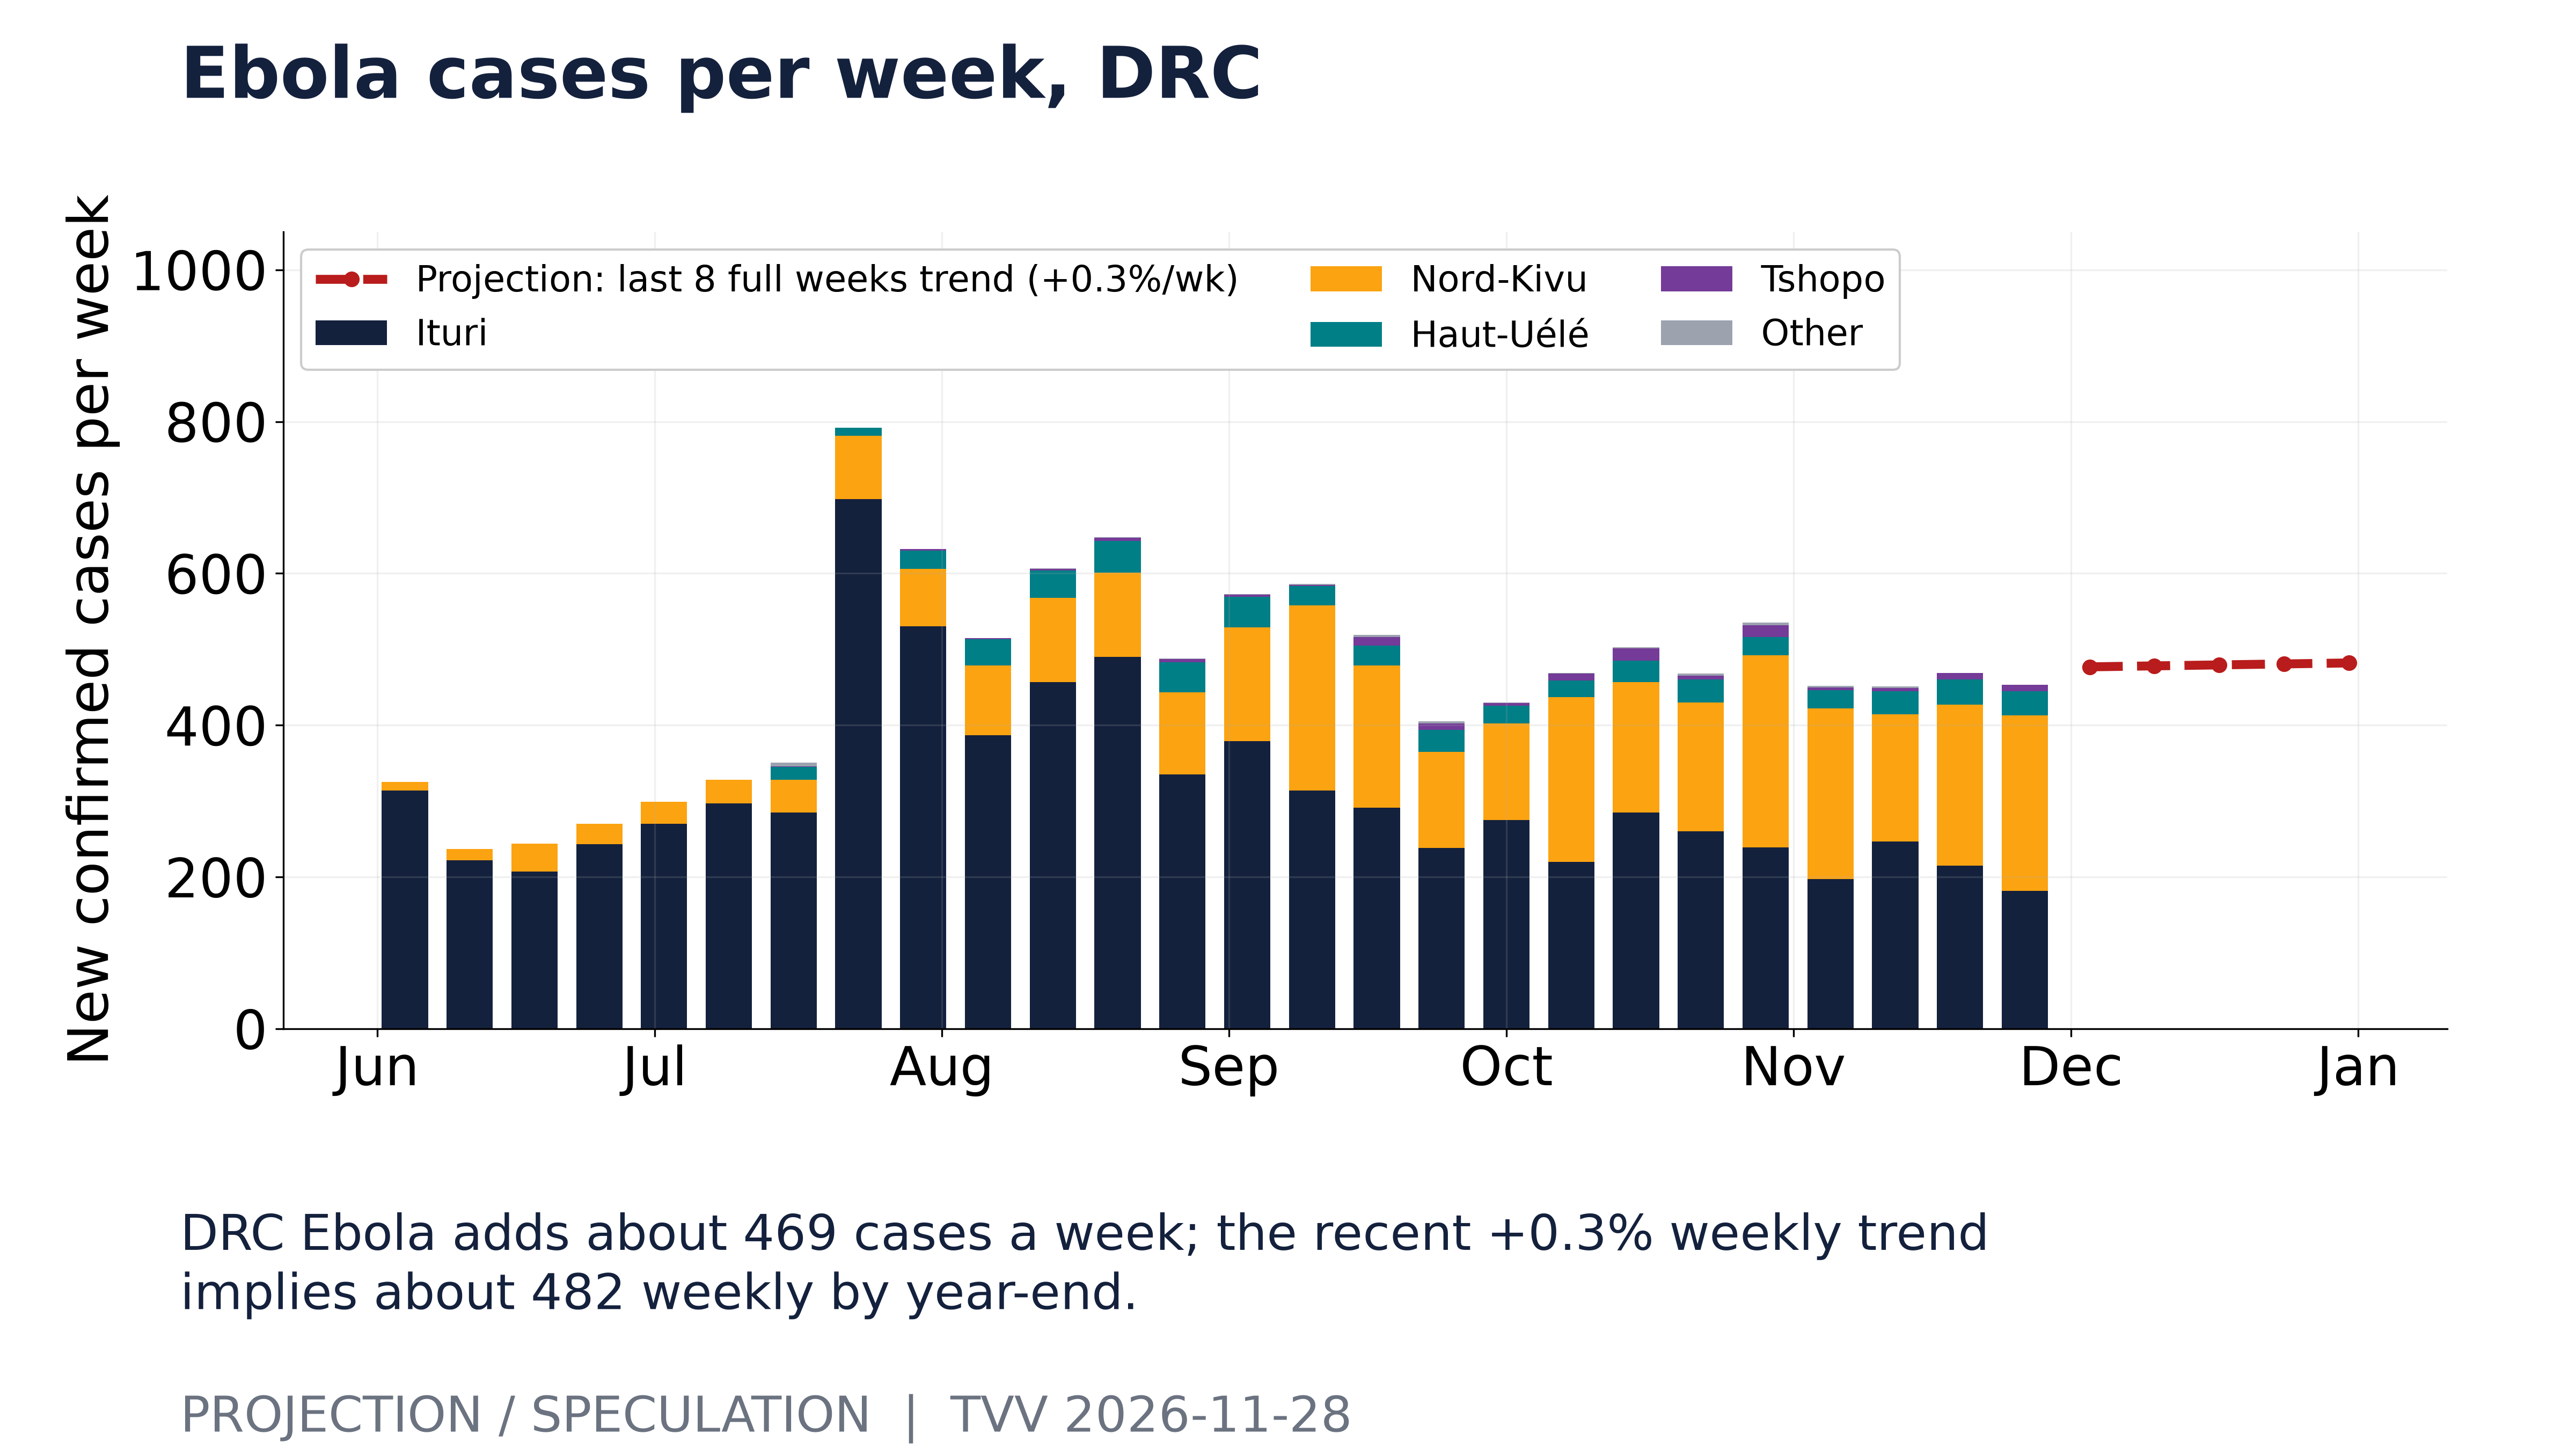 Ebola cases per week, DRC
New confirmed cases per week
1000
800
600
400
200
0
Projection: last 8 full weeks trend (+0.3%/wk)
Ituri
Nord-Kivu
Haut-Uélé
Tshopo
Other
Jun Jul Aug Sep Oct Nov Dec Jan
DRC Ebola adds about 469 cases a week; the recent +0.3% weekly trend
implies about 482 weekly by year-end.
PROJECTION / SPECULATION | TVV 2026-11-28